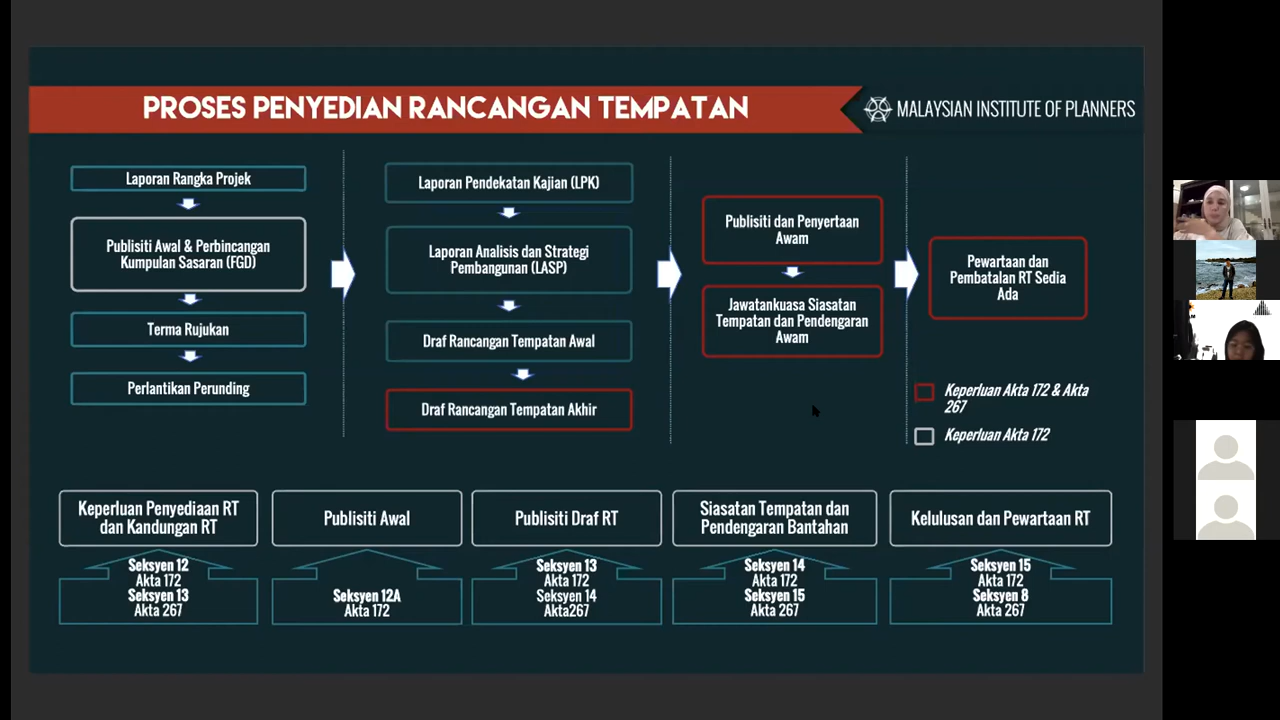 PROSES PENYEDIAN RANCANGAN TEMPATAN
MALAYSIAN INSTITUTE OF PLANNERS
Laporan Rangka Projek
Publisiti Awal & Perbincangan
Kumpulan Sasaran (FGD)
Terma Rujukan
Perlantikan Perunding
Laporan Pendekatan Kajian (LPK)
Laporan Analisis dan Strategi
Pembangunan (LASP)
Draf Rancangan Tempatan Awal
Draf Rancangan Tempatan Akhir
Publisiti dan Penyertaan
Awam
Jawatankuasa Siasatan
Tempatan dan Pendengaran
Awam
Pewartaan dan
Pembatalan RT Sedia
Ada
Keperluan Akta 172 & Akta
267
Keperluan Akta 172
Keperluan Penyediaan RT
dan Kandungan RT
Seksyen 12
Akta 172
Seksyen 13
Akta 267
Publisiti Awal
Seksyen 12A
Akta 172
Publisiti Draf RT
Seksyen 13
Akta 172
Seksyen 14
Akta267
Siasatan Tempatan dan
Pendengaran Bantahan
Seksyen 14
Akta 172
Seksyen 15
Akta 267
Kelulusan dan Pewartaan RT
Seksyen 15
Akta 172
Seksyen 8
Akta 267